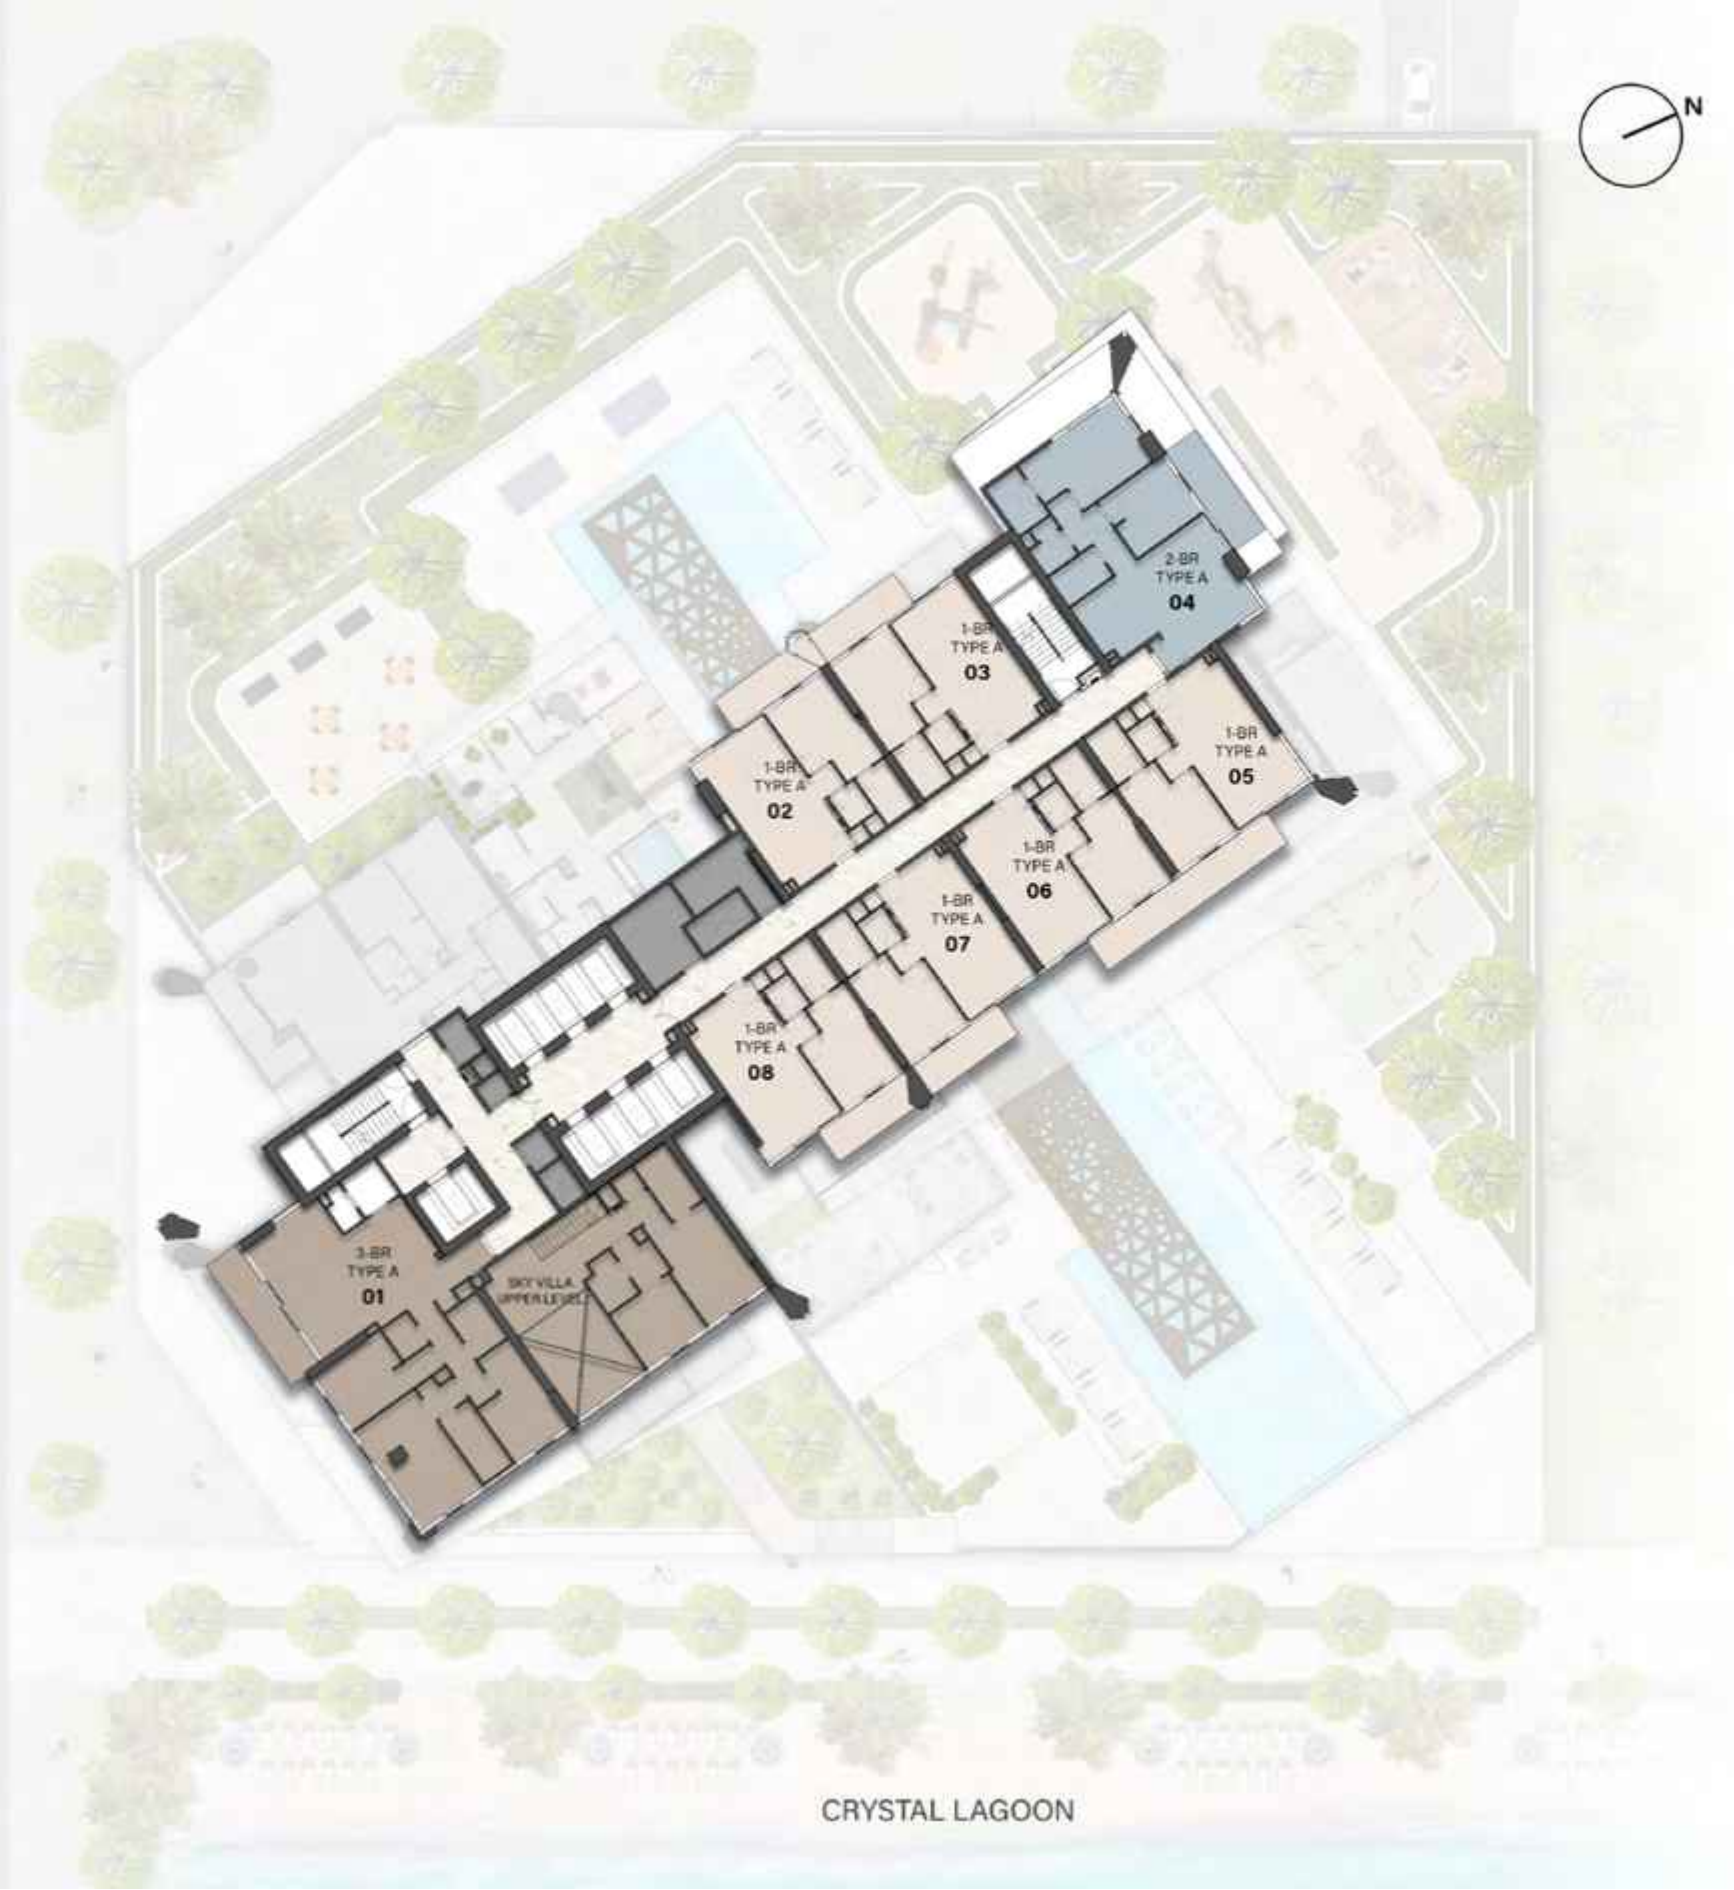 N
2-BR
TYPE A
04
1-BR
TYPE A
03
1-BR
TYPE A
05
1-BR
TYPE A
02
1-BR
TYPE A
06
1-BR
TYPE A
07
1-BR
TYPE A
08
3-BR
TYPE A
01
SKY VILLA
UPPER LEVEL
CRYSTAL LAGOON